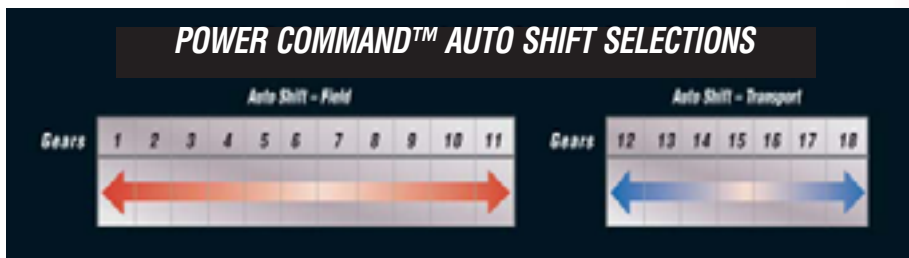 POWER COMMAND™ AUTO SHIFT SELECTIONS
Auto Shift – Field
Gears 1 2 3 4 5 6 7 8 9 10 11
Auto Shift – Transport
Gears 12 13 14 15 16 17 18